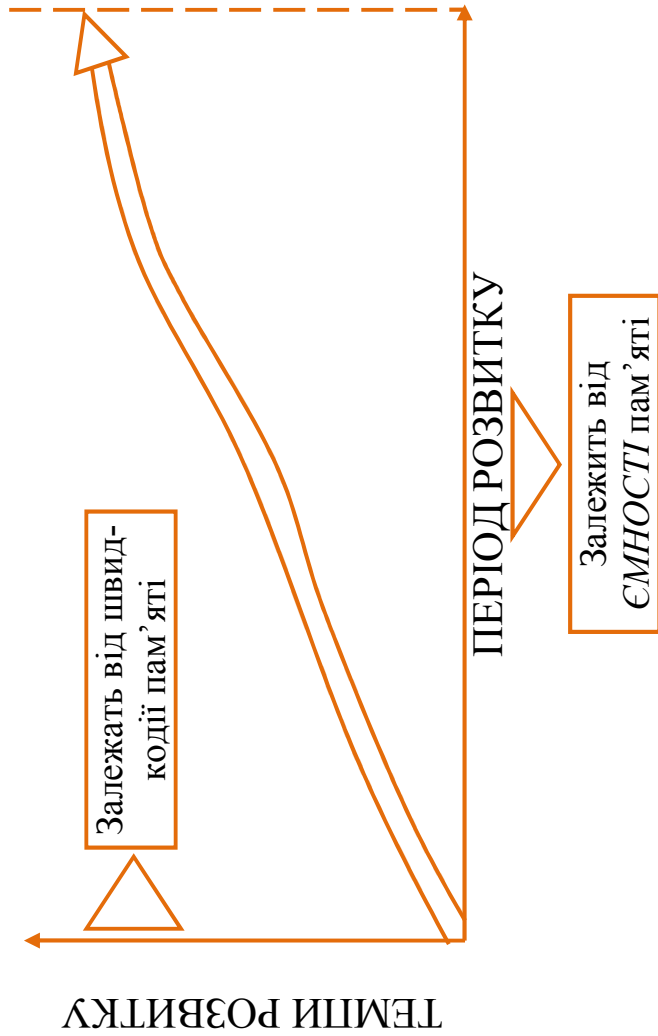 ТЕМПИ РОЗВИТКУ
Залежать від швид-
кодії пам’яті
ПЕРІОД РОЗВИТКУ
Залежить від
ЄМНОСТІ пам’яті